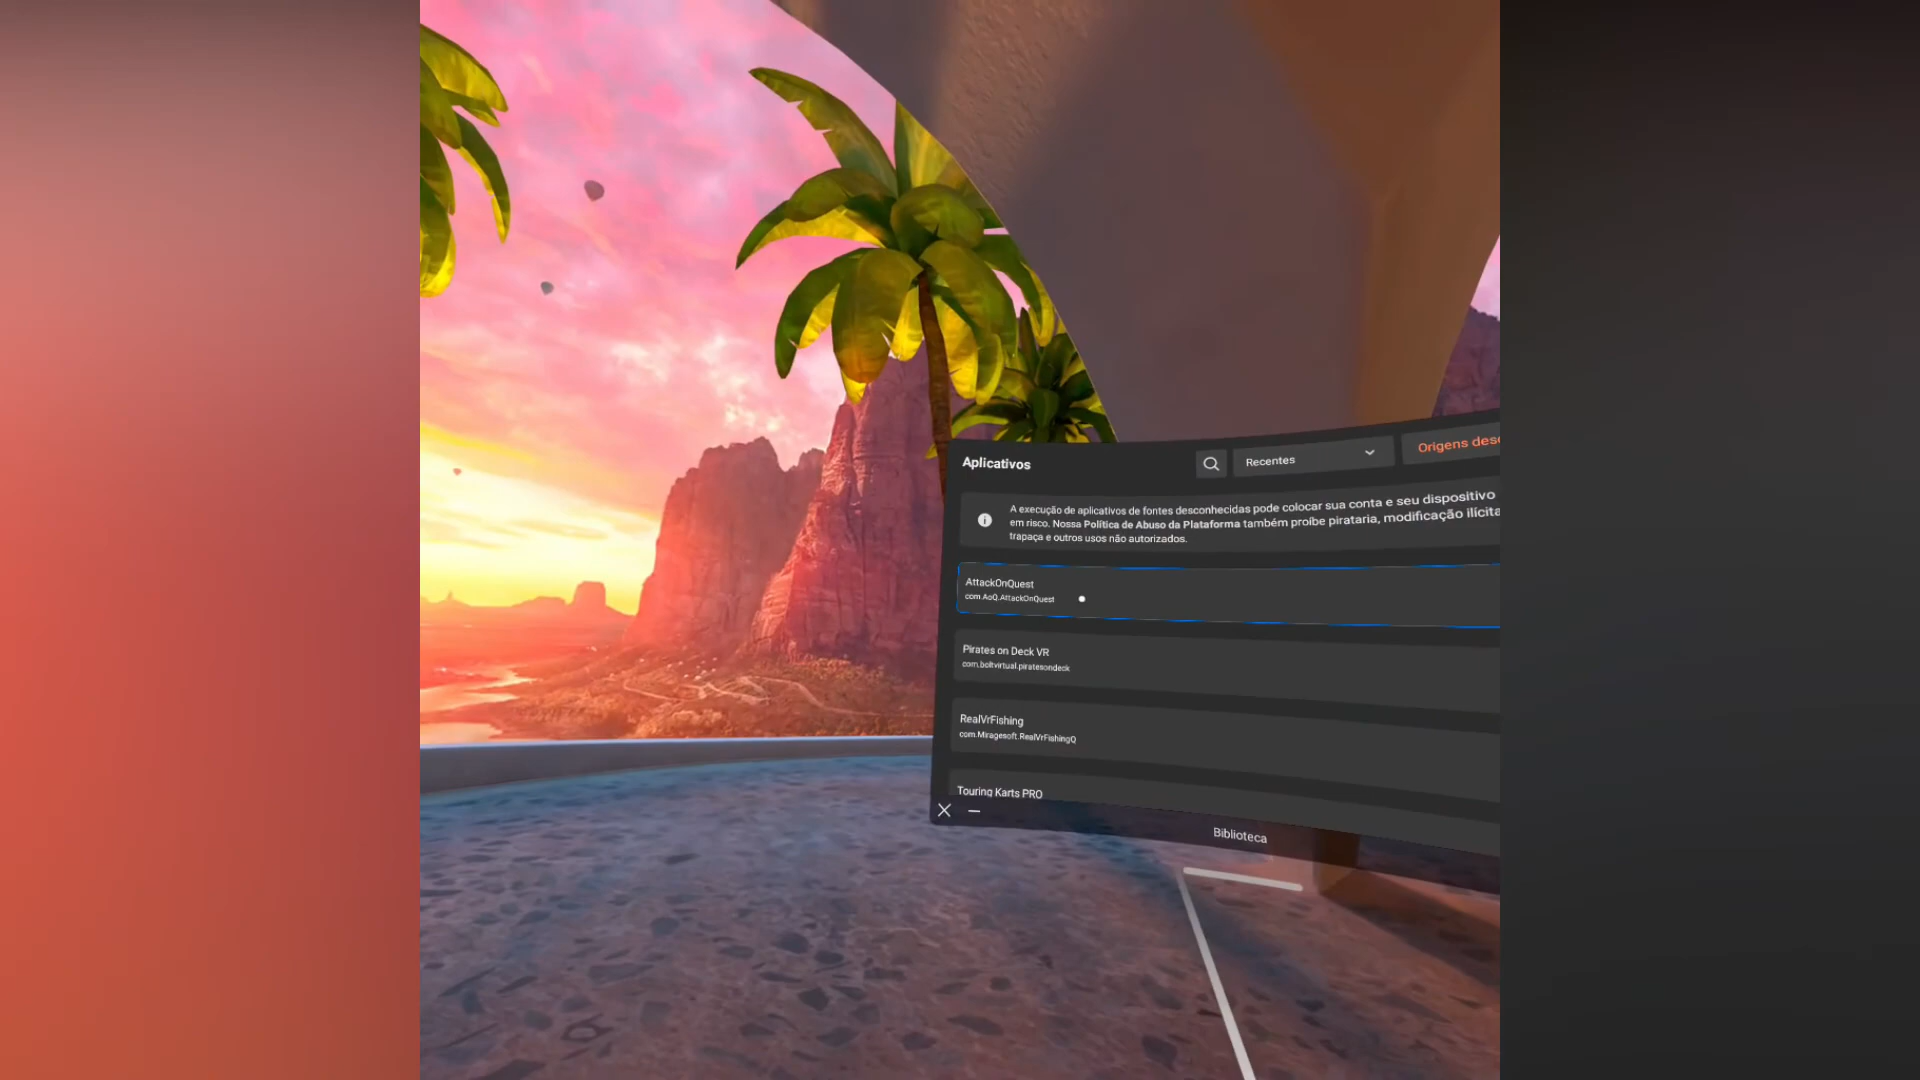 Aplicativos
Recentes
Origens desc
A execução de aplicativos de fontes desconhecidas pode colocar sua conta e seu dispositivo
em risco. Nossa Política de Abuso da Plataforma também proíbe pirataria, modificação ilícita
trapaça e outros usos não autorizados.
AttackOnQuest
com.AoQ.AttackOnQuest
Pirates on Deck VR
com.boltvirtual.piratesondeck
RealVrFishing
com.Miragesoft.RealVrFishingQ
Touring Karts PRO
Biblioteca